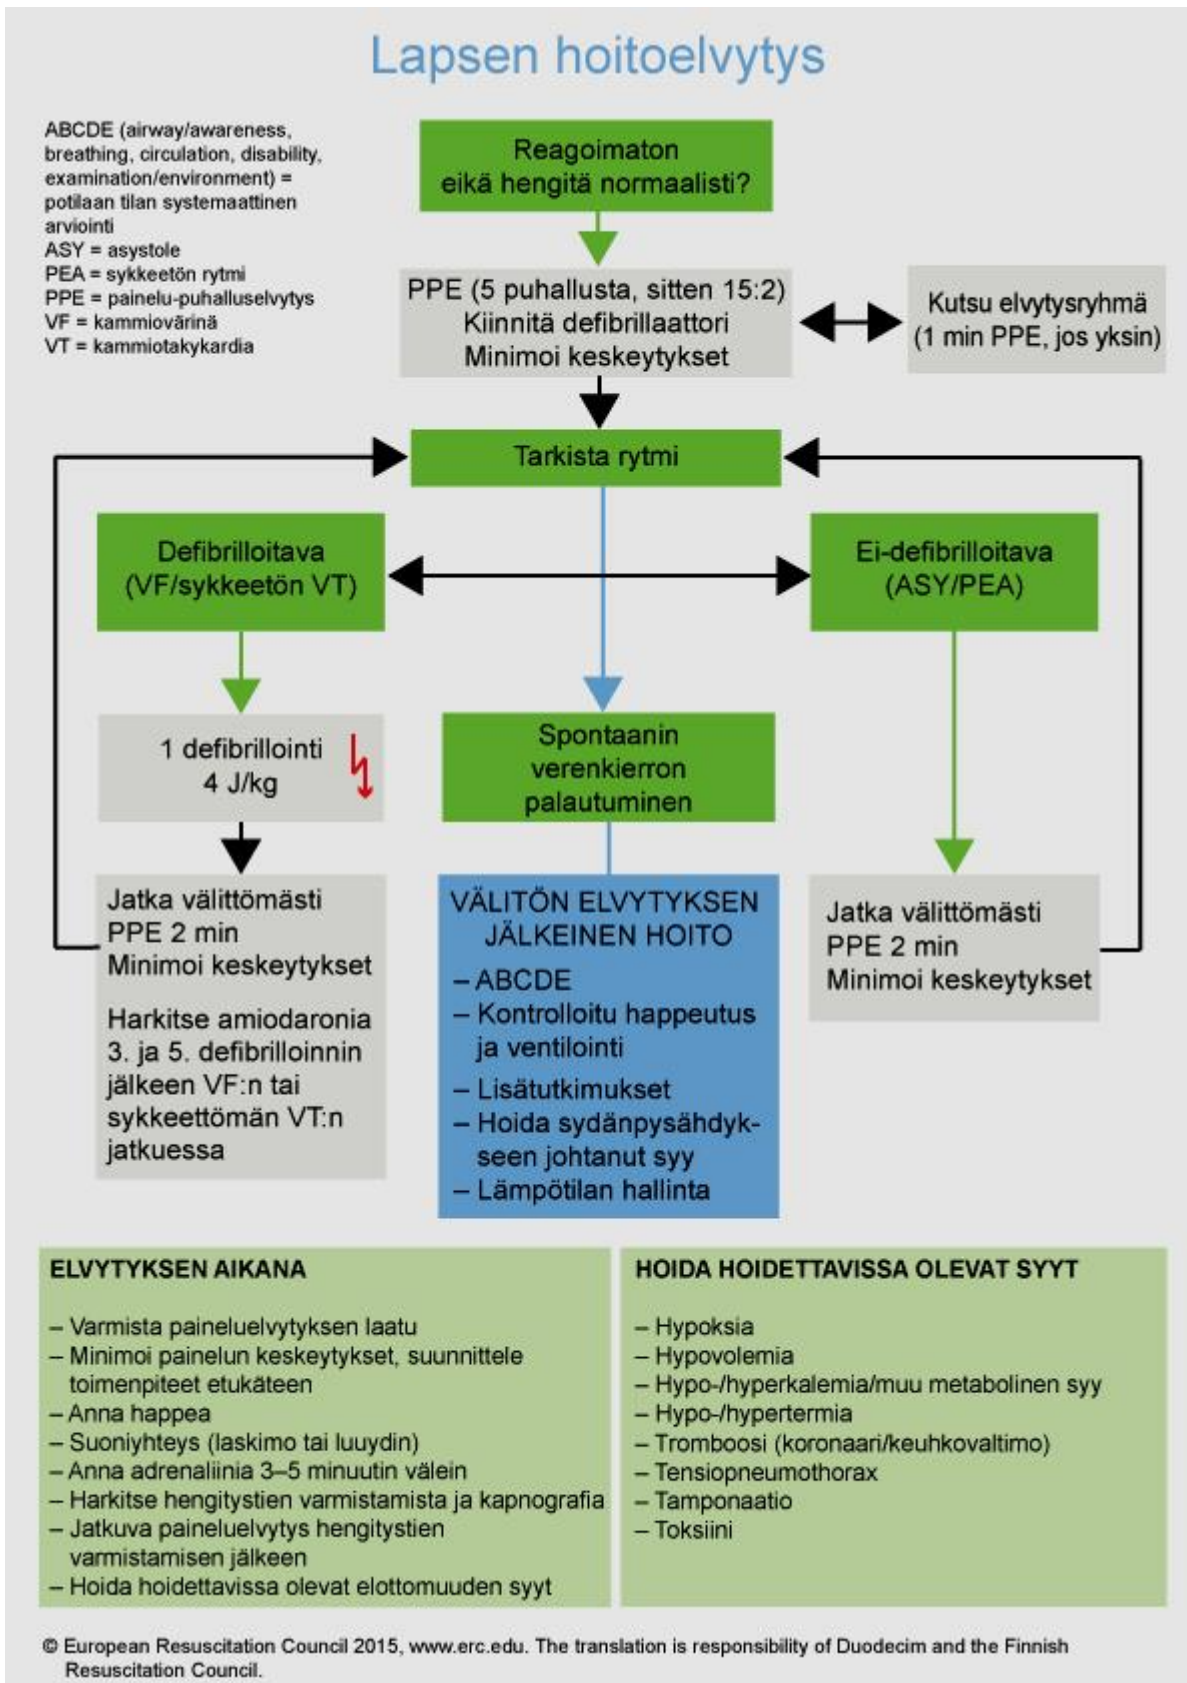 Lapsen hoitoelvytys
ABCDE (airway/awareness,
breathing, circulation, disability,
examination/environment) =
potilaan tilan systemaattinen
arviointi
ASY = asystole
PEA = sykkeetön rytmi
PPE = painelu-puhalluselvytys
VF = kammiovärinä
VT = kammiotakykardia
Reagoimaton
eikä hengitä normaalisti?
PPE (5 puhallusta, sitten 15:2)
Kiinnitä defibrillaattori
Minimoi keskeytykset
Kutsu elvytysryhmä
(1 min PPE, jos yksin)
Tarkista rytmi
Defibrilloitava
(VF/sykkeetön VT)
Ei-defibrilloitava
(ASY/PEA)
1 defibrillointi
4 J/kg
Spontaanin
verenkierron
palautuminen
Jatka välittömästi
PPE 2 min
Minimoi keskeytykset
Harkitse amiodaronia
3. ja 5. defibrilloinnin
jälkeen VF:n tai
sykkeettömän VT:n
jatkuessa
VÄLITÖN ELVYTYKSEN
JÄLKEINEN HOITO
– ABCDE
– Kontrolloitu happeutus
ja ventilointi
– Lisätutkimukset
– Hoida sydänpysähdyk-
seen johtanut syy
– Lämpötilan hallinta
Jatka välittömästi
PPE 2 min
Minimoi keskeytykset
ELVYTYKSEN AIKANA
– Varmista paineluelvytyksen laatu
– Minimoi painelun keskeytykset, suunnittele
toimenpiteet etukäteen
– Anna happea
– Suoniyhteys (laskimo tai luuydin)
– Anna adrenaliinia 3–5 minuutin välein
– Harkitse hengitystien varmistamista ja kapnografia
– Jatkuva paineluelvytys hengitystien
varmistamisen jälkeen
– Hoida hoidettavissa olevat elottomuuden syyt
HOIDA HOIDETTAVISSA OLEVAT SYYT
– Hypoksia
– Hypovolemia
– Hypo-/hyperkalemia/muu metabolinen syy
– Hypo-/hypertermia
– Tromboosi (koronaari/keuhkovaltimo)
– Tensiopneumothorax
– Tamponaatio
– Toksiini
© European Resuscitation Council 2015, www.erc.edu. The translation is responsibility of Duodecim and the Finnish
Resuscitation Council.